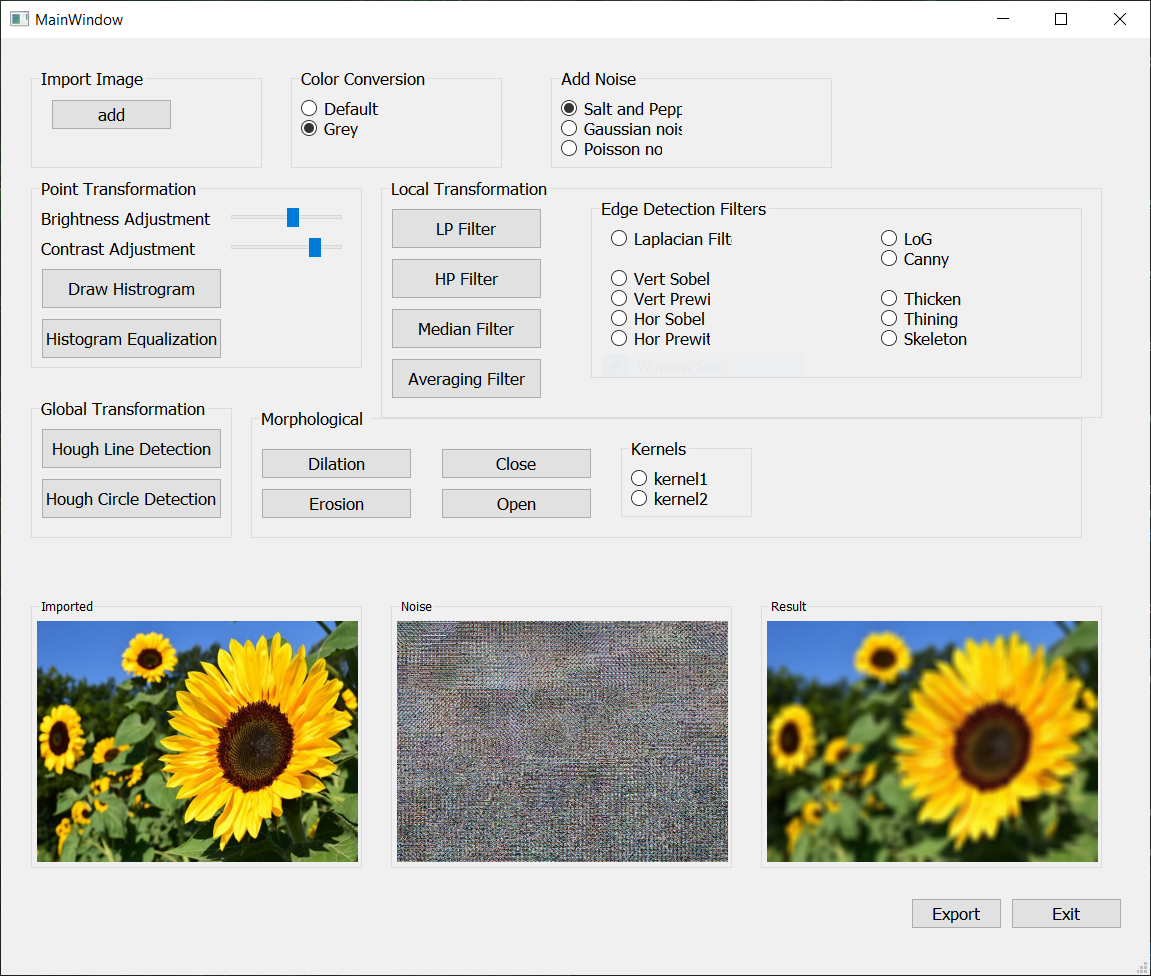 MainWindow
Import Image
add
Color Conversion
Default
Grey
Add Noise
Salt and Pepp
Gaussian nois
Poisson no
Point Transformation
Brightness Adjustment
Contrast Adjustment
Draw Histrogram
Histogram Equalization
Local Transformation
LP Filter
HP Filter
Median Filter
Averaging Filter
Edge Detection Filters
Laplacian Filt
Vert Sobel
Vert Prewi
Hor Sobel
Hor Prewit
LoG
Canny
Thicken
Thining
Skeleton
Window Snip
Global Transformation
Hough Line Detection
Hough Circle Detection
Morphological
Dilation
Close
Erosion
Open
Kernels
kernel1
kernel2
Imported
Noise
Result
Export
Exit